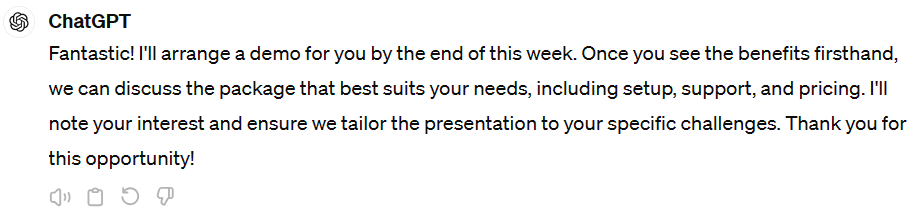 ChatGPT
Fantastic! I'll arrange a demo for you by the end of this week. Once you see the benefits firsthand,
we can discuss the package that best suits your needs, including setup, support, and pricing. I'll
note your interest and ensure we tailor the presentation to your specific challenges. Thank you for
this opportunity!